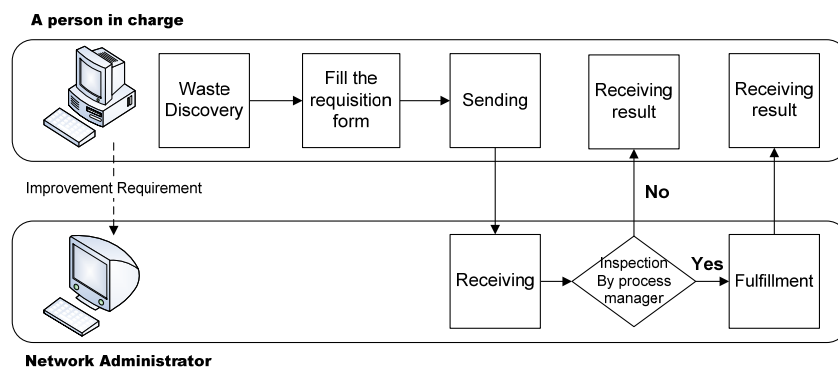 A person in charge
Waste
Discovery
Fill the
requisition
form
Sending
Receiving
result
Receiving
result
Improvement Requirement
No
Receiving
Inspection
By process
manager
Yes
Fulfillment
Network Administrator